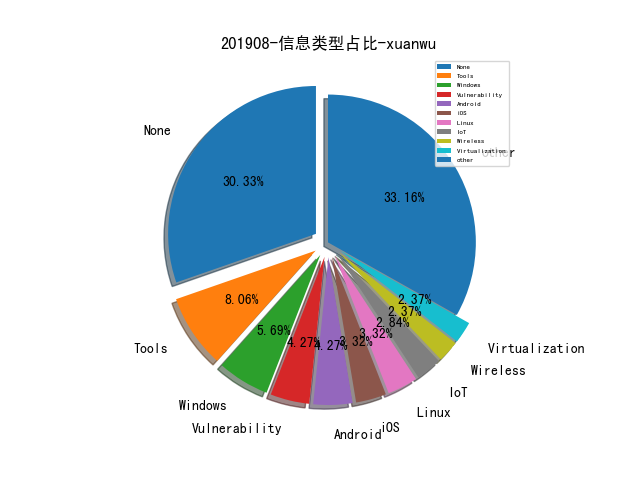 201908-信息类型占比-xuanwu
None
Tools
Windows
Vulnerability
Android
iOS
Linux
IoT
Wireless
Virtualization
other
None
other
30.33%
33.16%
8.06%
5.69%
4.27%
4.27%
3.32%
3.32%
2.84%
2.37%
2.37%
Tools
Windows
Vulnerability
Android
iOS
Linux
IoT
Wireless
Virtualization